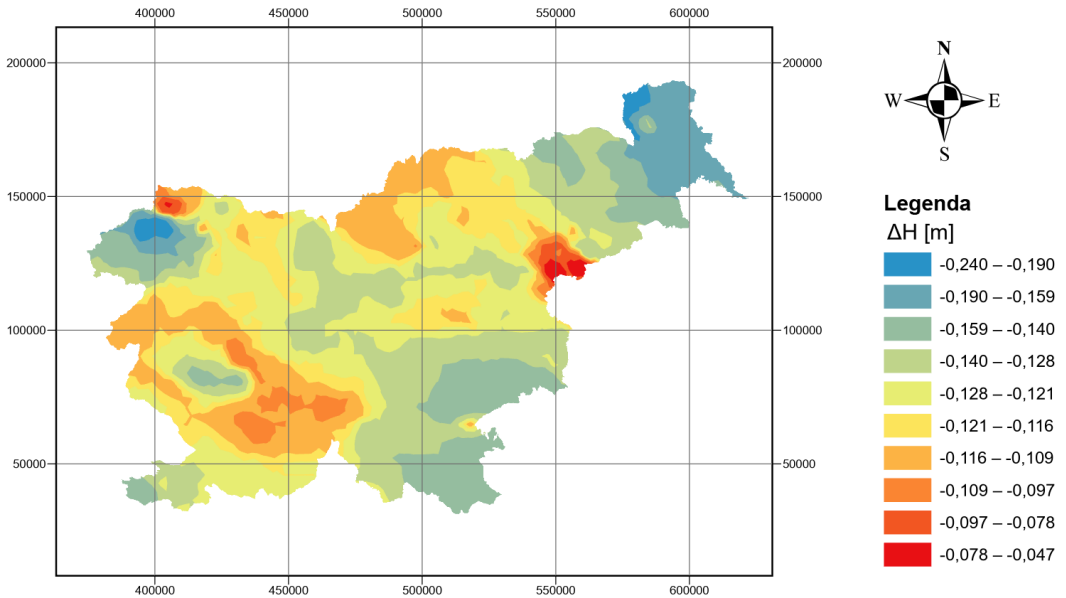 400000 450000 500000 550000 600000
200000 200000
150000 150000
100000 100000
50000 50000
400000 450000 500000 550000 600000
N
W E
S
Legenda
ΔH [m]
-0,240 – -0,190
-0,190 – -0,159
-0,159 – -0,140
-0,140 – -0,128
-0,128 – -0,121
-0,121 – -0,116
-0,116 – -0,109
-0,109 – -0,097
-0,097 – -0,078
-0,078 – -0,047